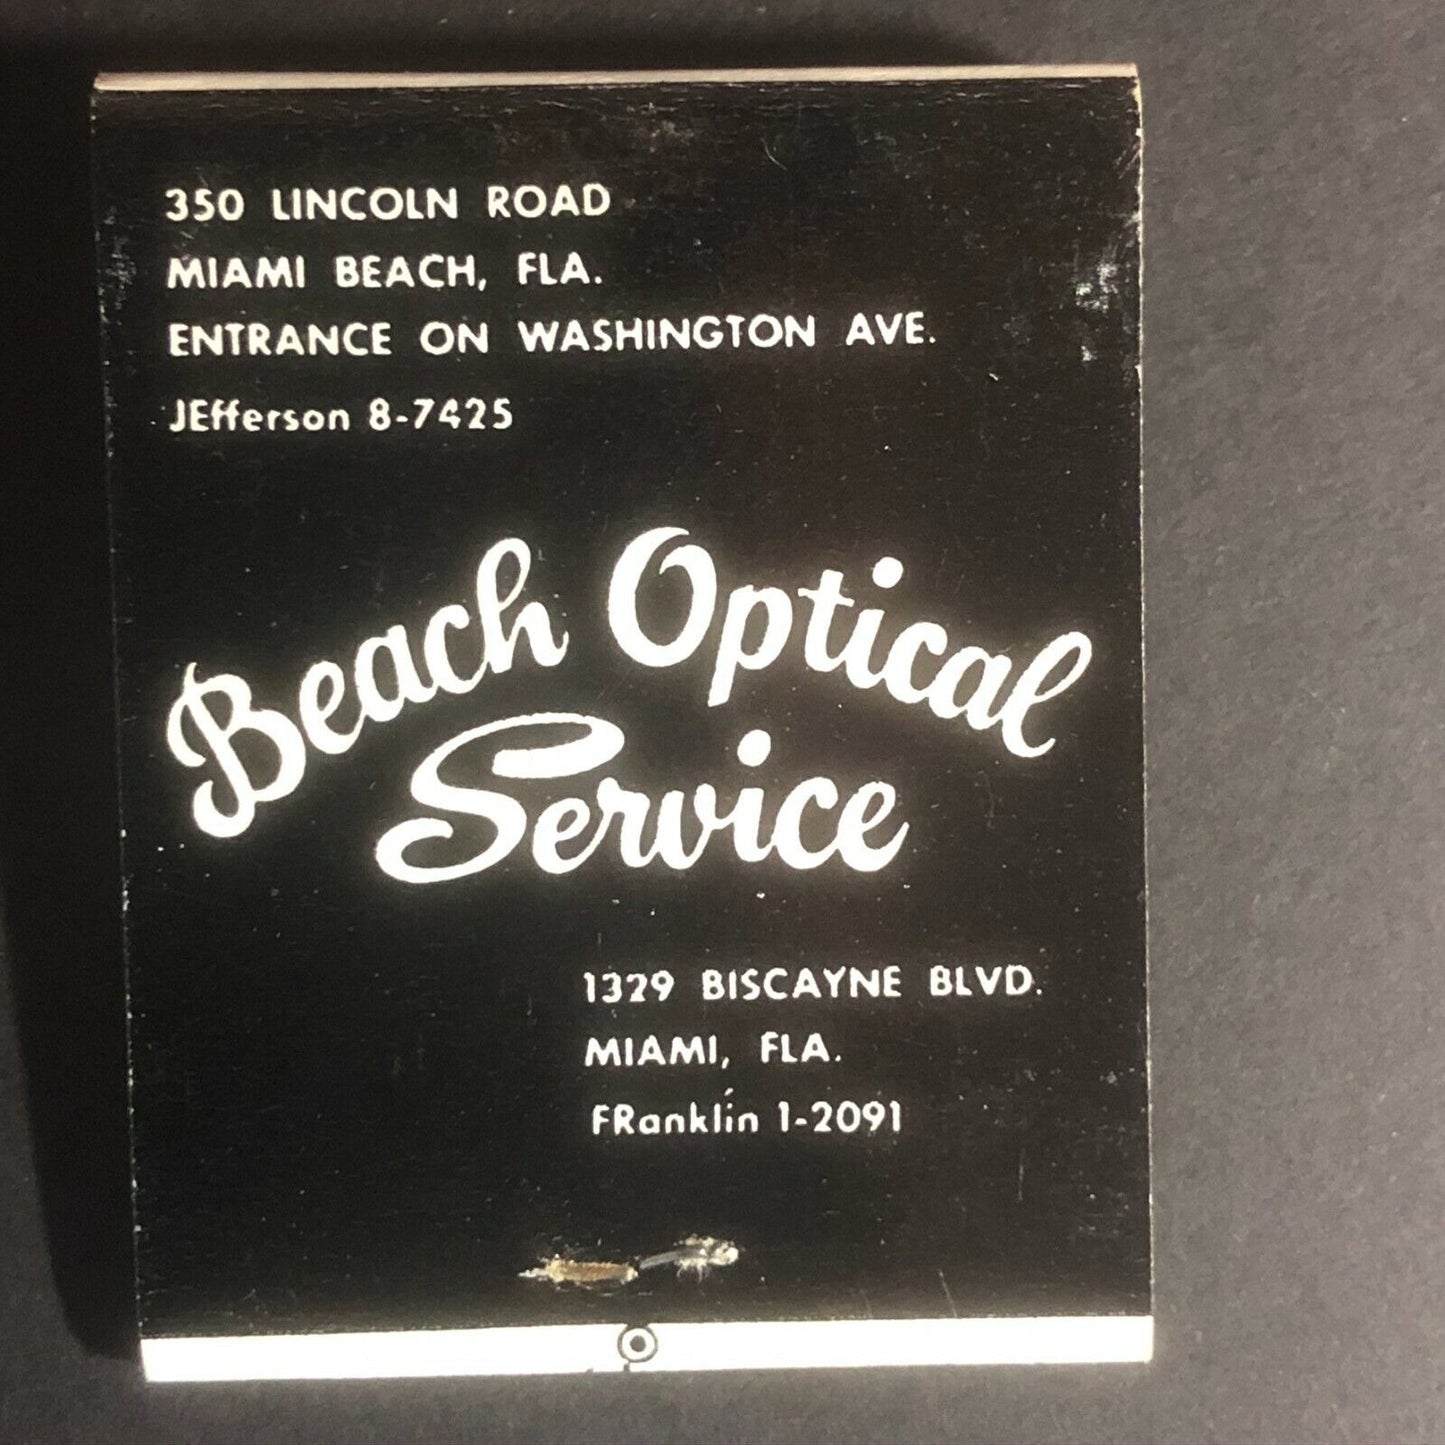 350 LINCOLN ROAD
MIAMI BEACH, FLA.
ENTRANCE ON WASHINGTON AVE.
JEfferson 8-7425
Beach Optical
Service
1329 BISCAYNE BLVD.
MIAMI, FLA.
FRanklin 1-2091